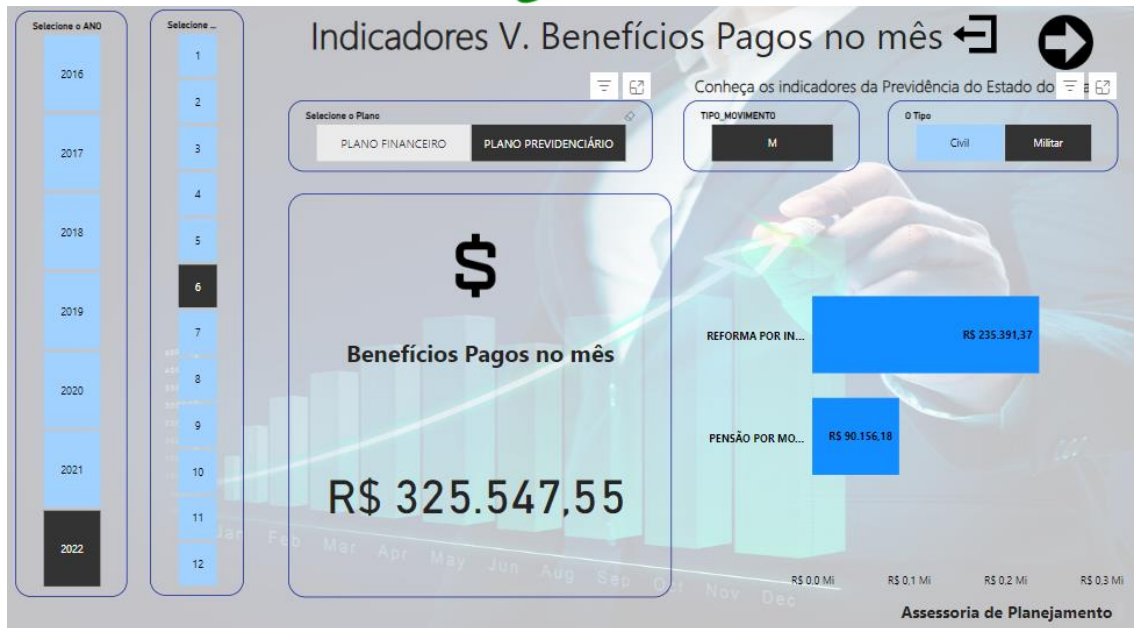 Indicadores V. Benefícios Pagos no mês
Conheça os indicadores da Previdência do Estado do
Selecione o ANO
2016
2017
2018
2019
2020
2021
2022
Selecione ...
1
2
3
4
5
6
7
8
9
10
11
12
Selecione o Plano
PLANO FINANCEIRO
PLANO PREVIDENCIÁRIO
TIPO_MOVIMENTO
M
O Tipo
Civil
Militar
$
Benefícios Pagos no mês
R$ 325.547,55
REFORMA POR IN...
R$ 235.391,37
PENSÃO POR MO...
R$ 90.156,18
R$ 0,0 Mi
R$ 0,1 Mi
R$ 0,2 Mi
R$ 0,3 Mi
Jan
Feb
Mar
Apr
May
Jun
Aug
Sep
Oct
Nov
Dec
Assessoria de Planejamento